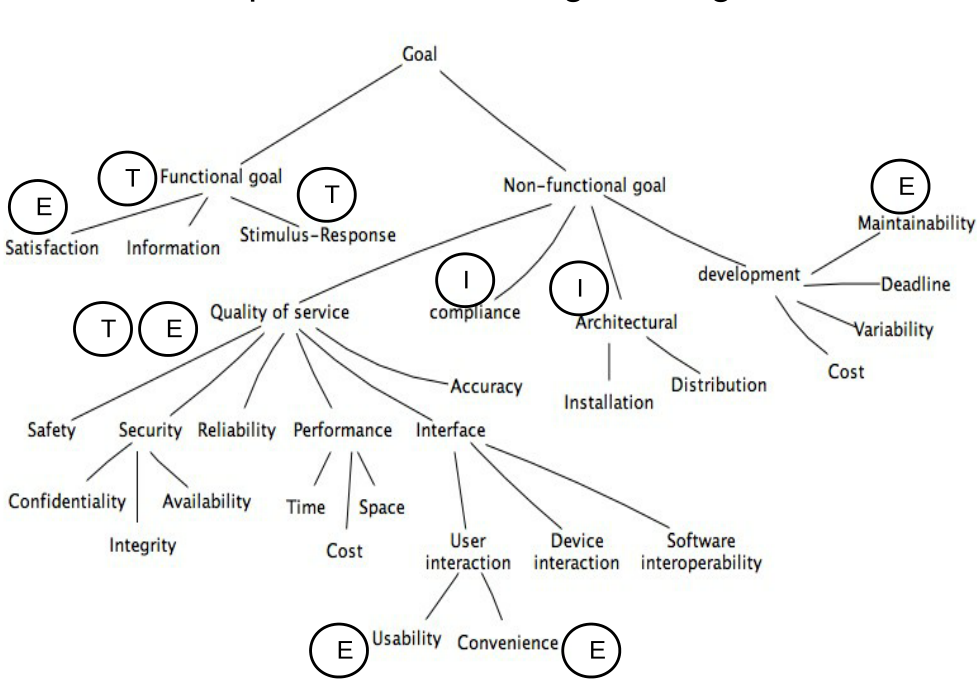 Goal
T
Functional goal
T
E
Satisfaction
Information
Stimulus-Response
Non-functional goal
E
Maintainability
I
compliance
I
Architectural
development
Deadline
Variability
Cost
Installation
Distribution
T
E
Quality of service
Accuracy
Safety
Security
Reliability
Performance
Interface
Confidentiality
Availability
Integrity
Time
Space
Cost
User
interaction
Device
interaction
Software
interoperability
E
Usability
Convenience
E